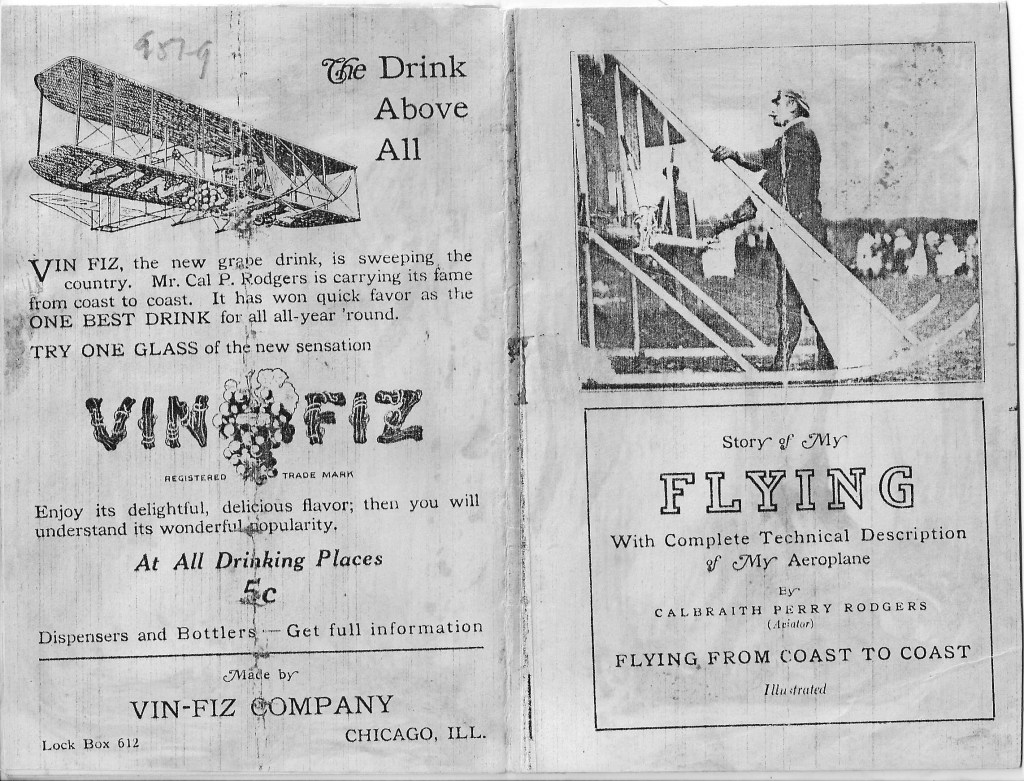 The Drink
Above
All
VIN FIZ
VIN FIZ, the new grape drink, is sweeping the
country. Mr. Cal P. Rodgers is carrying its fame
from coast to coast. It has won quick favor as the
ONE BEST DRINK for all all-year 'round.
TRY ONE GLASS of the new sensation
VIN FIZ
REGISTERED TRADE MARK
Enjoy its delightful, delicious flavor; then you will
understand its wonderful popularity.
At All Drinking Places
5c
Dispensers and Bottlers — Get full information
Made by
VIN-FIZ COMPANY
CHICAGO, ILL.
Lock Box 612
Story of My
FLYING
With Complete Technical Description
of My Aeroplane
By
CALBRAITH PERRY RODGERS
(Aviator)
FLYING FROM COAST TO COAST
Illustrated